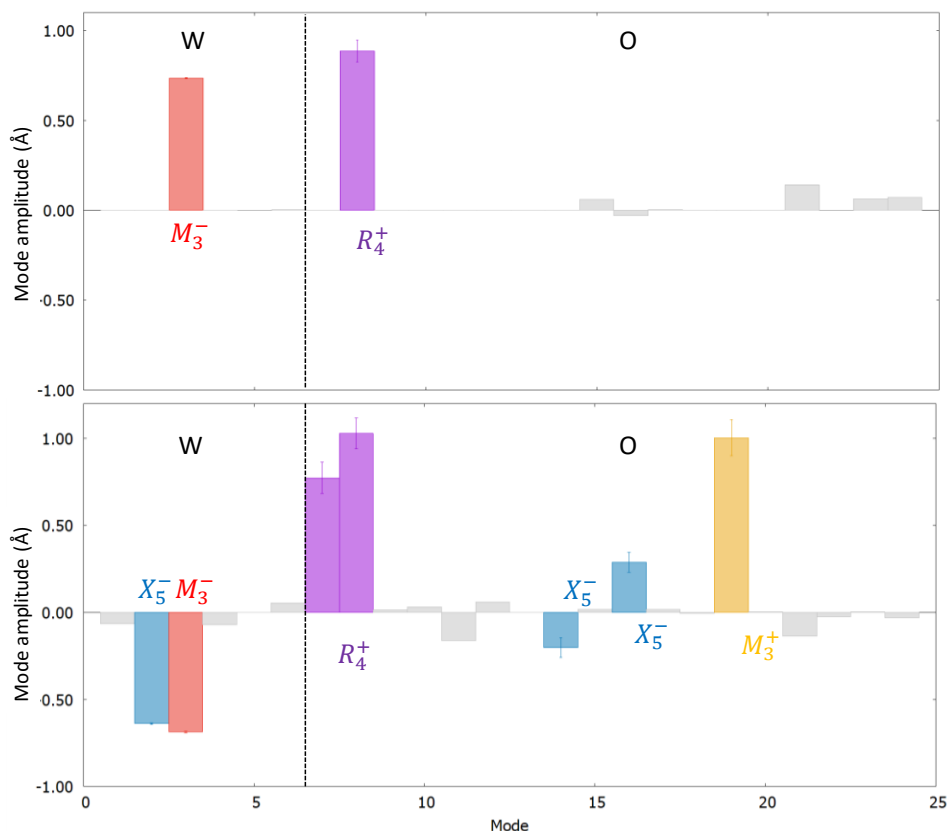 W
O
Mode amplitude (Å)
1.00
0.50
0.00
-0.50
-1.00
M₃⁻
R₄⁺
W
O
Mode amplitude (Å)
1.00
0.50
0.00
-0.50
-1.00
X₅⁻ M₃⁻
R₄⁺
X₅⁻
X₅⁻
M₃⁺
0 5 10 15 20 25
Mode